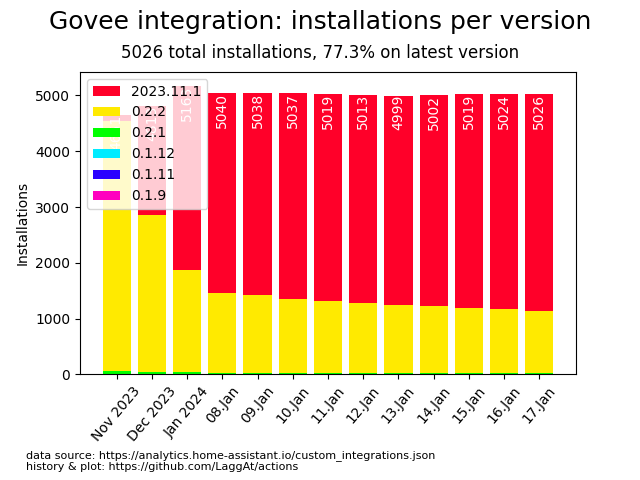 Govee integration: installations per version
5026 total installations, 77.3% on latest version
Installations
5000
4000
3000
2000
1000
0
2023.11.1
0.2.2
0.2.1
0.1.12
0.1.11
0.1.9
5040
5038
5037
5019
5013
4999
5002
5019
5024
5026
Nov 2023
Dec 2023
Jan 2024
08.Jan
09.Jan
10.Jan
11.Jan
12.Jan
13.Jan
14.Jan
15.Jan
16.Jan
17.Jan
data source: https://analytics.home-assistant.io/custom_integrations.json
history & plot: https://github.com/LaggAt/actions